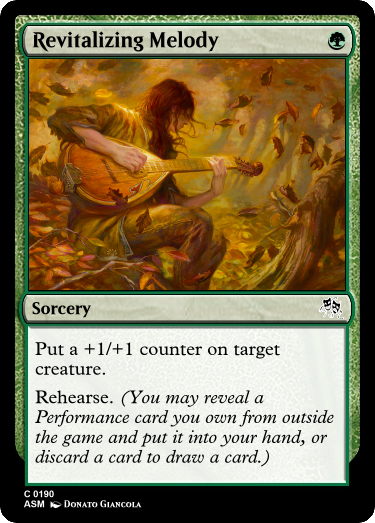 Revitalizing Melody
Sorcery
Put a +1/+1 counter on target
creature.
Rehearse. (You may reveal a
Performance card you own from outside
the game and put it into your hand, or
discard a card to draw a card.)
C 0190
ASM Donato Giancola